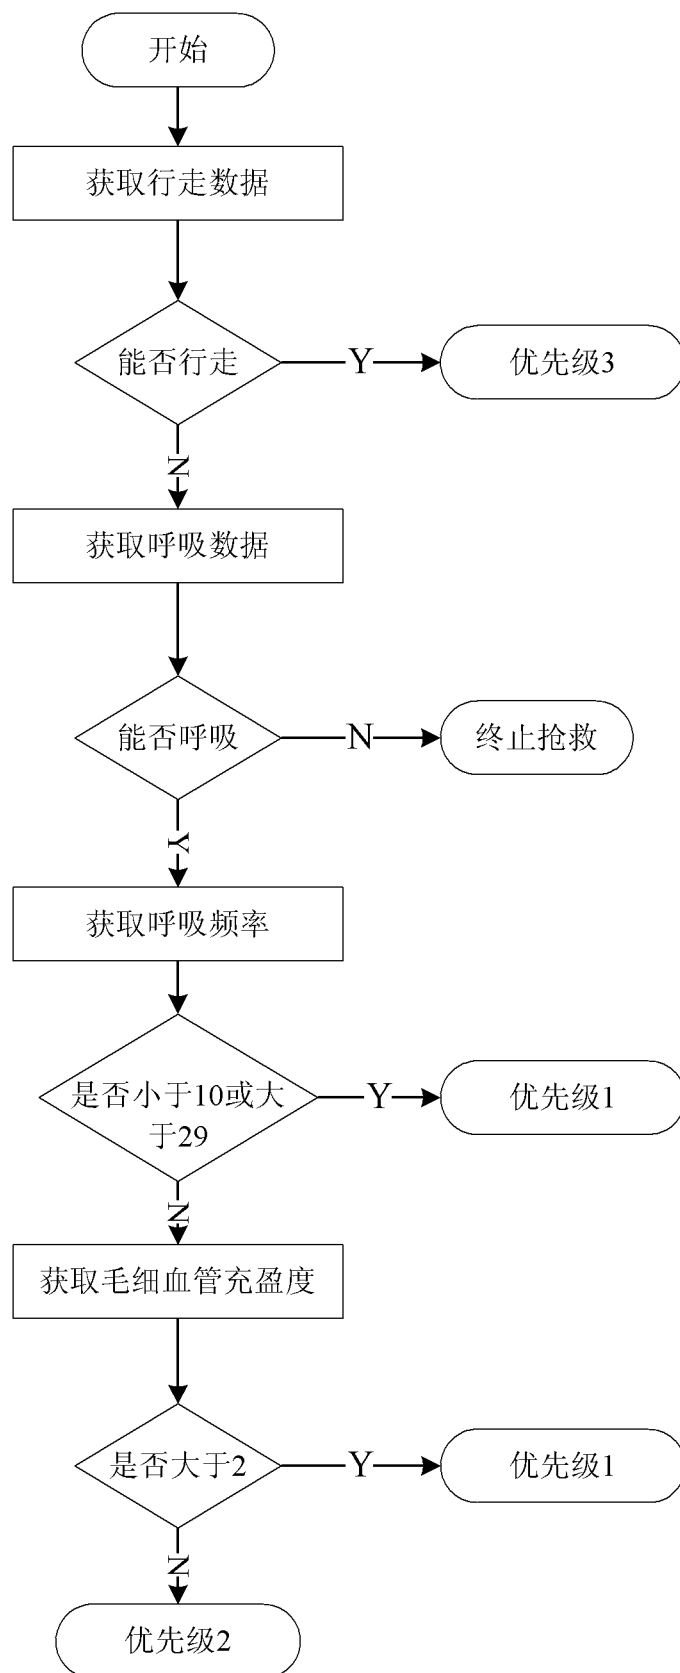 开始
获取行走数据
能否行走
Y
优先级3
N
获取呼吸数据
能否呼吸
N
终止抢救
Y
获取呼吸频率
是否小于10或大
于29
Y
优先级1
N
获取毛细血管充盈度
是否大于2
Y
优先级1
N
优先级2